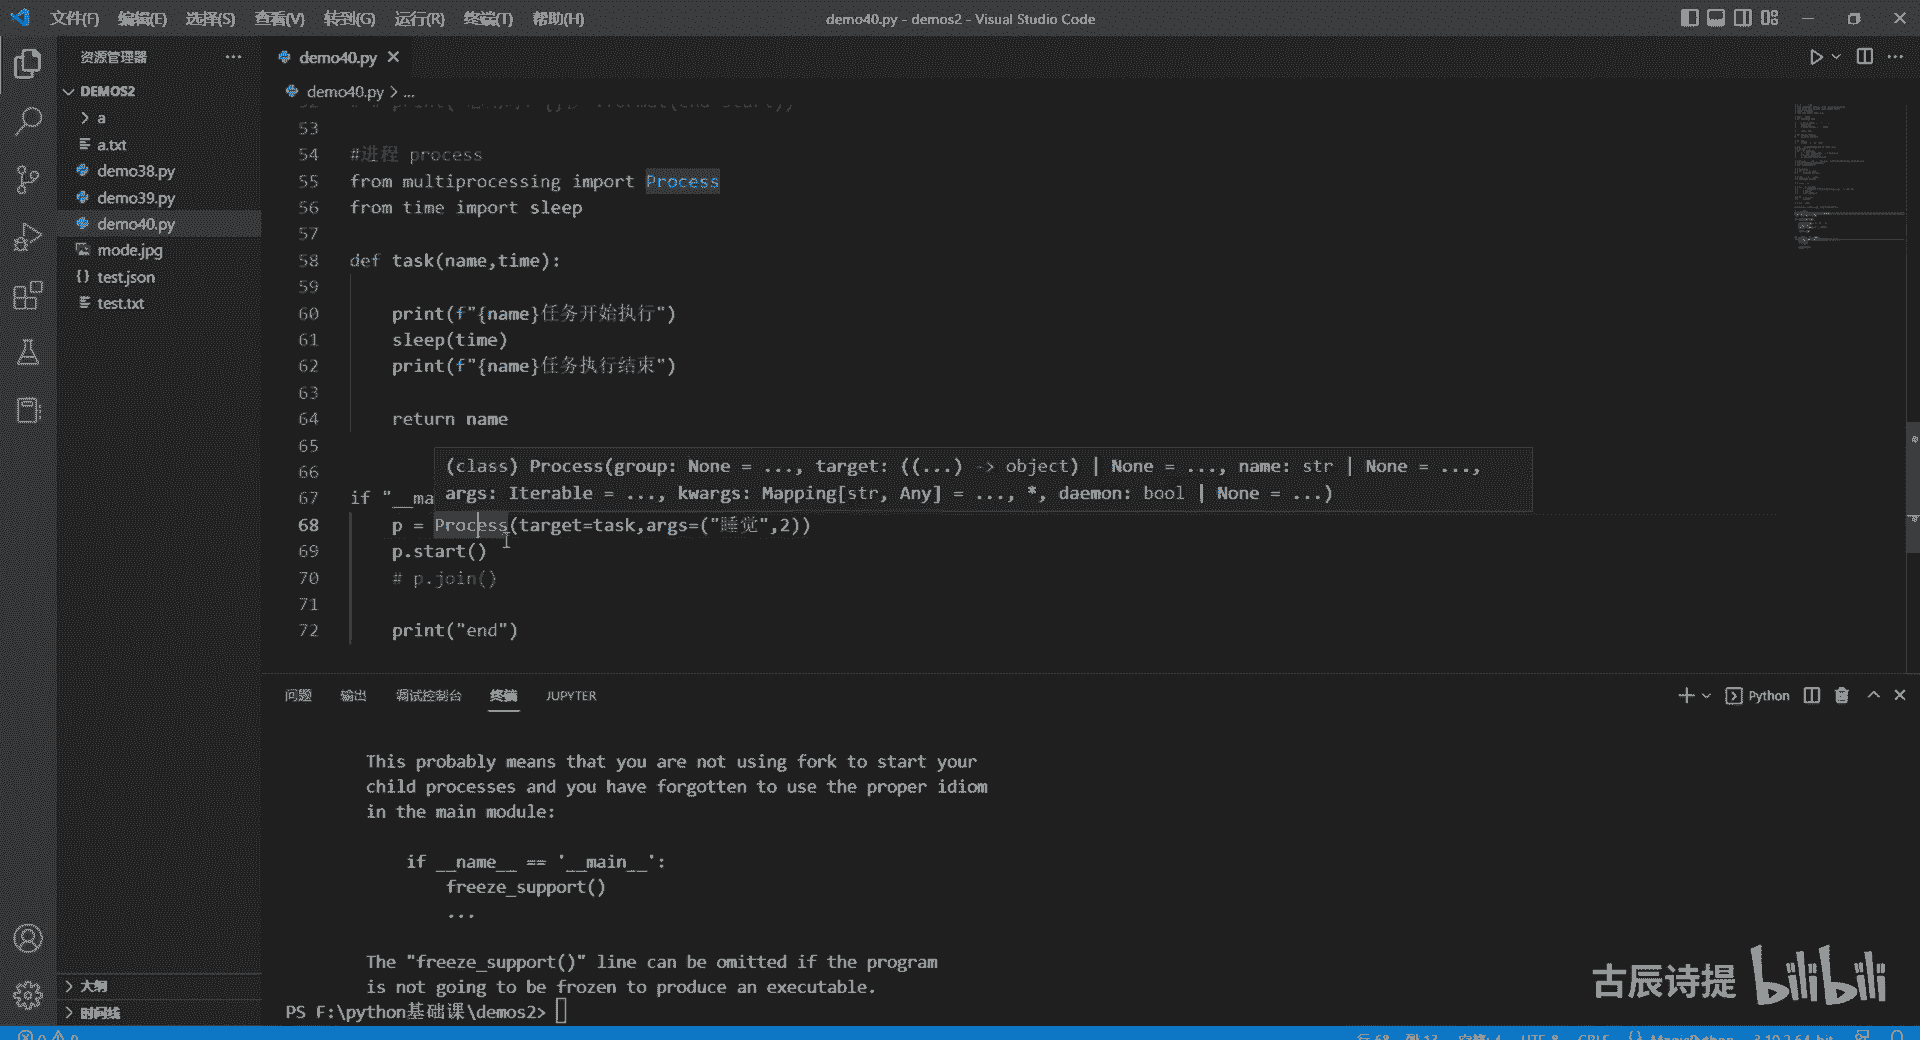 文件(F) 编辑(E) 选择(S) 查看(V) 转到(G) 运行(R) 终端(T) 帮助(H) demo40.py - demos2 - Visual Studio Code
资源管理器
demo40.py
DEMOS2
demo40.py > ...
a
a.txt
demo38.py
demo39.py
demo40.py
mode.jpg
test.json
test.txt
53
54 #进程 process
55 from multiprocessing import Process
56 from time import sleep
57
58 def task(name,time):
59
60 print(f"{name}任务开始执行")
61 sleep(time)
62 print(f"{name}任务执行结束")
63
64 return name
65
66
(class) Process(group: None = ..., target: ((...) -> object) | None = ..., name: str | None = ...,
args: Iterable = ..., kwargs: Mapping[str, Any] = ..., *, daemon: bool | None = ...)
67 if "__ma
68 p = Process(target=task,args=("睡觉",2))
69 p.start()
70 # p.join()
71
72 print("end")
问题 输出 调试控制台 终端 JUPYTER
Python
This probably means that you are not using fork to start your
child processes and you have forgotten to use the proper idiom
in the main module:
if __name__ == '__main__':
freeze_support()
...
The "freeze_support()" line can be omitted if the program
is not going to be frozen to produce an executable.
PS F:\python基础课\demos2>
大纲
时间线
古辰诗提 bilibili